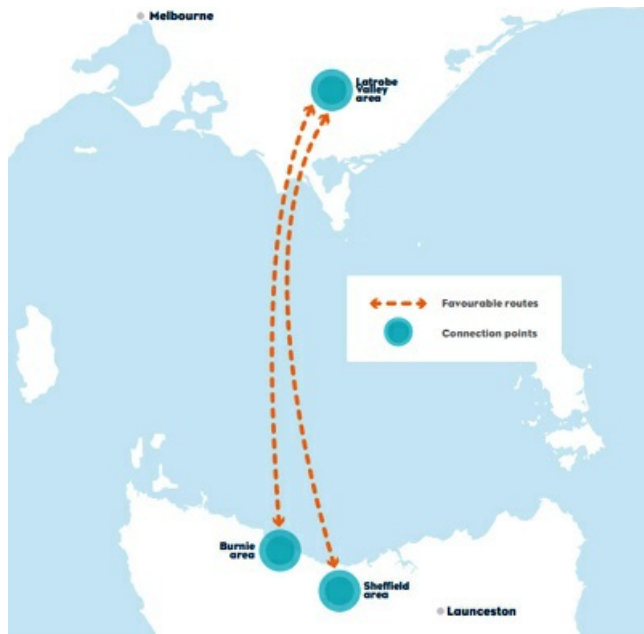 Melbourne
Latrobe
Valley
area
Favourable routes
Connection points
Burnie
area
Sheffield
area
Launceston